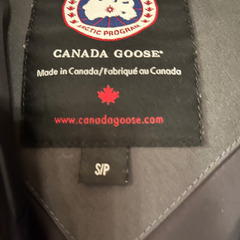 ARCTIC PROGRAM
CANADA GOOSE®
Made in Canada/Fabriqué au Canada
www.canadagoose.com
S/P